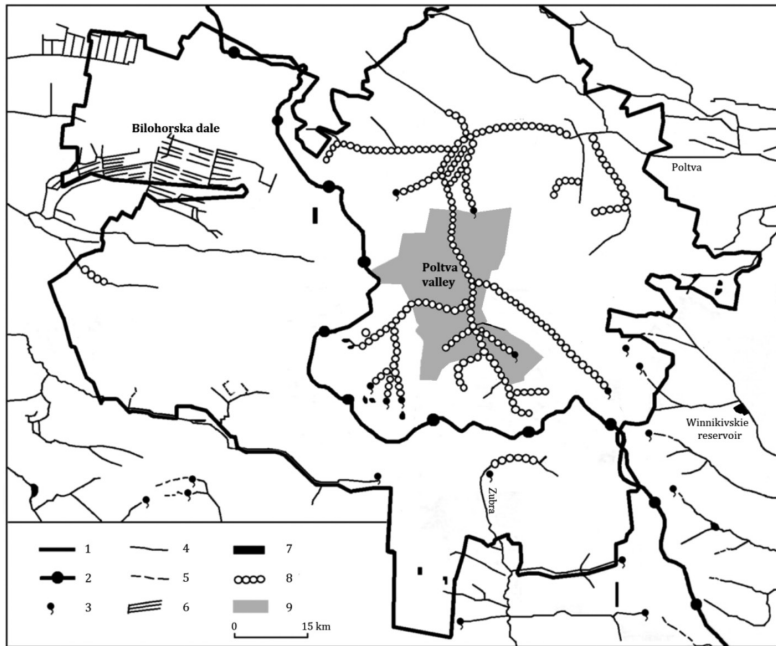 Bilohorska dale
Poltva
Poltva
valley
Winnikivskie
reservoir
Zubra
1 4 7
2 5 8
3 6 9
0 15 km